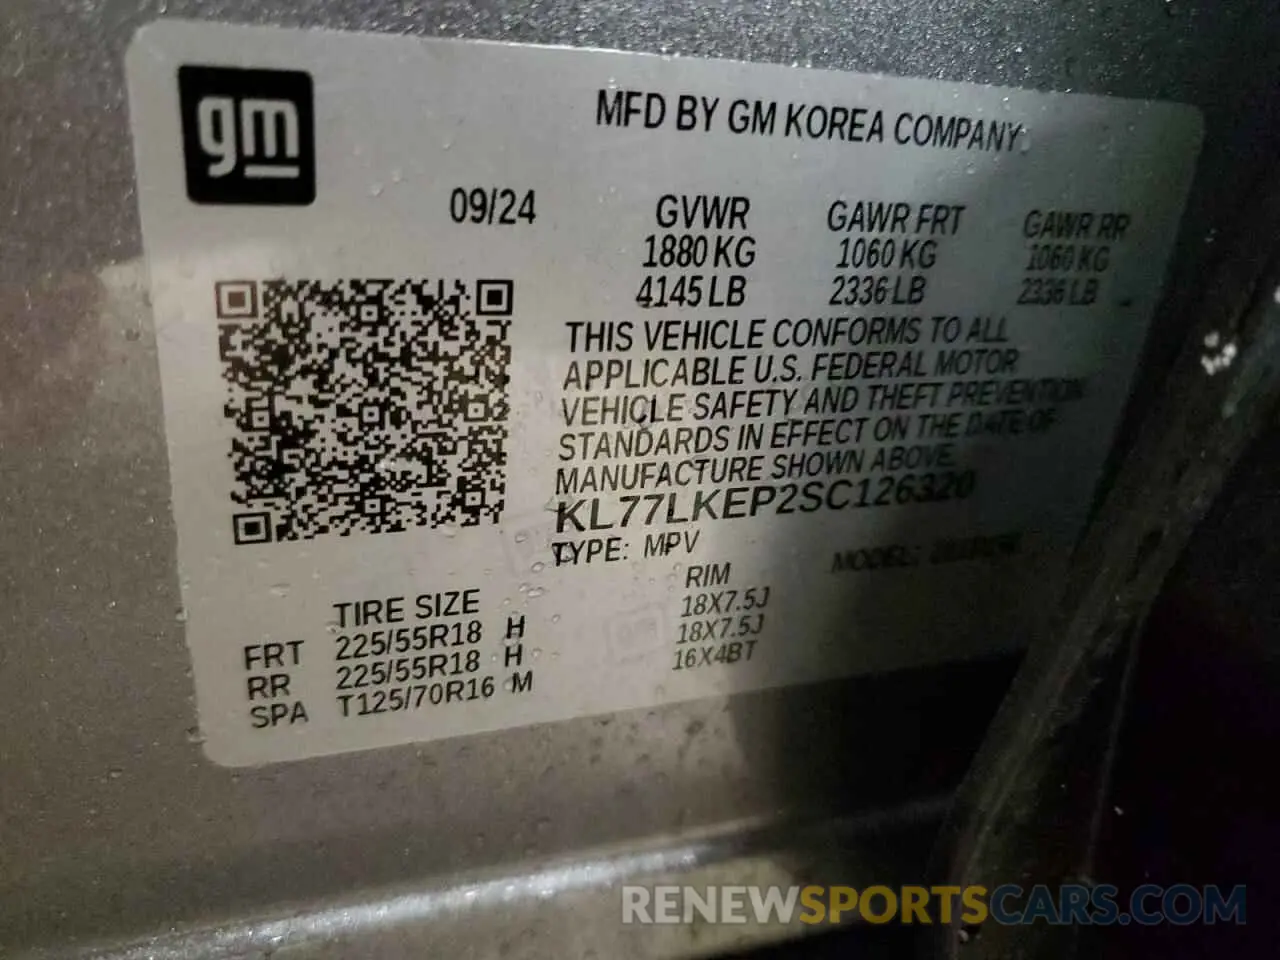 gm
MFD BY GM KOREA COMPANY
09/24
GVWR GAWR FRT GAWR RR
1880 KG 1060 KG 1060 KG
4145 LB 2336 LB 2336 LB
THIS VEHICLE CONFORMS TO ALL
APPLICABLE U.S. FEDERAL MOTOR
VEHICLE SAFETY AND THEFT PREVENTION
STANDARDS IN EFFECT ON THE DATE OF
MANUFACTURE SHOWN ABOVE.
KL77LKEP2SC126320
TYPE: MPV MODEL:
TIRE SIZE RIM
FRT 225/55R18 H 18X7.5J
RR 225/55R18 H 18X7.5J
SPA T125/70R16 M 16X4BT
RENEWSPORTSCARS.COM